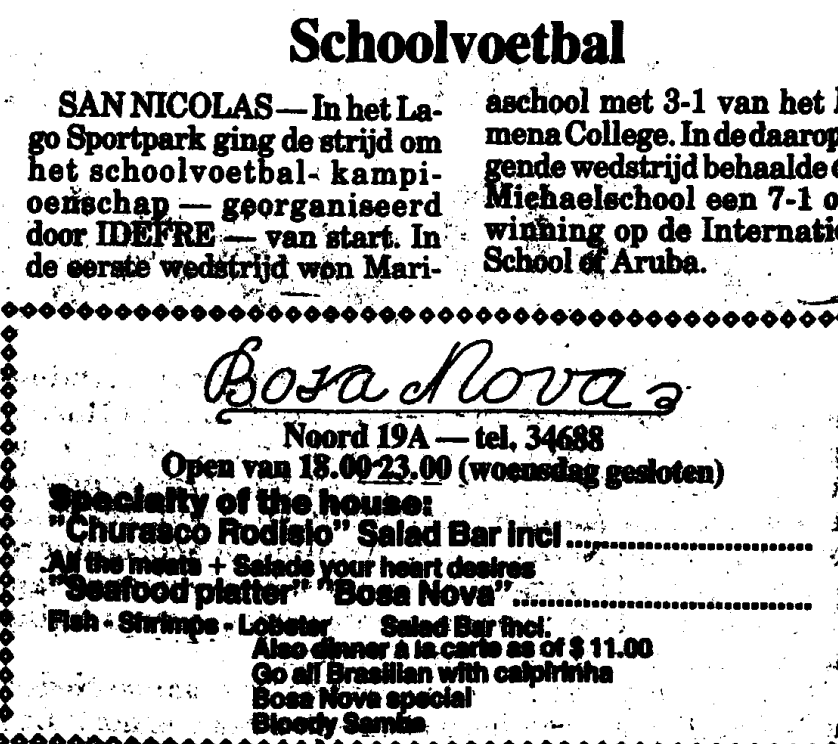 Schoolvoetbal
SAN NICOLAS — In het La-
go Sportpark ging de strijd om
het schoolvoetbal- kampi-
oenschap — georganiseerd
door IDEFRE — van start. In
de eerste wedstrijd won Mari-
aschool met 3-1 van het
mena College. In de daarop
gende wedstrijd behaalde
Michaelschool een 7-1 o
winning op de Internati
School of Aruba.
Bosa Nova
Noord 19A — tel. 34688
Open van 18.00-23.00 (woensdag gesloten)
Specialty of the house:
"Churasco Rodisio" Salad Bar incl
All the meats + Salads your heart desires
"Seafood platter" "Bosa Nova"
Fish - Shrimps - Lobster Salad Bar incl.
Also dinner à la carte as of $ 11.00
Go all Brasilian with caipirinha
Bosa Nova special
Bloody Samba